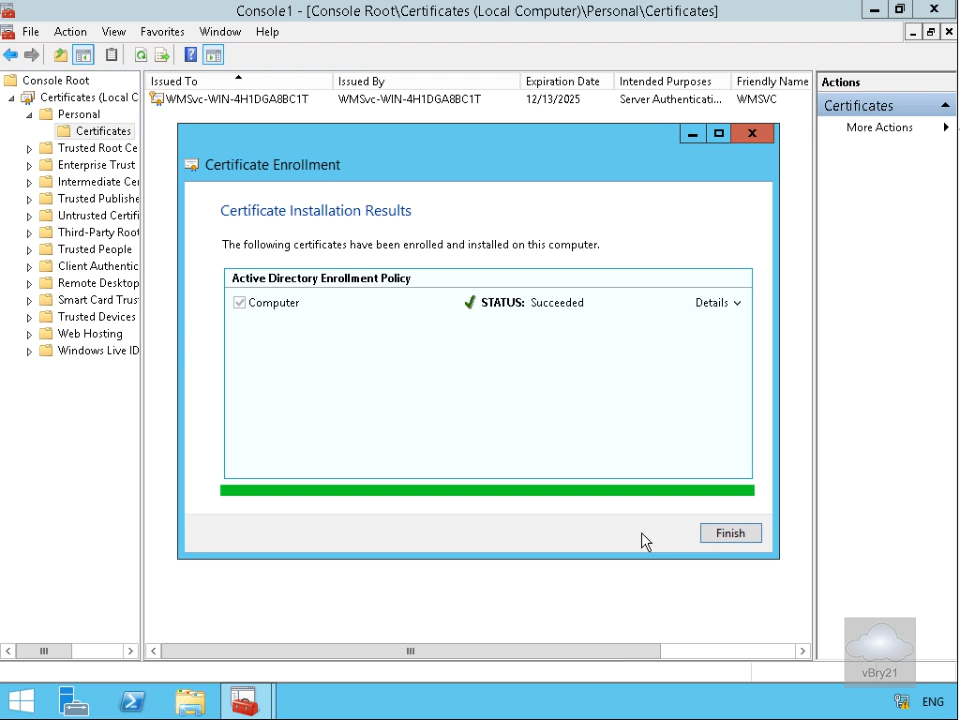 Console1 - [Console Root\Certificates (Local Computer)\Personal\Certificates]
File Action View Favorites Window Help
Console Root
Certificates (Local C
Personal
Certificates
Trusted Root Ce
Enterprise Trust
Intermediate Cer
Trusted Publishe
Untrusted Certifi
Third-Party Root
Trusted People
Client Authentic
Remote Desktop
Smart Card Trus
Trusted Devices
Web Hosting
Windows Live ID
Issued To Issued By Expiration Date Intended Purposes Friendly Name
WMSvc-WIN-4H1DGA8BC1T WMSvc-WIN-4H1DGA8BC1T 12/13/2025 Server Authenticati... WMSVC
Certificate Enrollment
Certificate Installation Results
The following certificates have been enrolled and installed on this computer.
Active Directory Enrollment Policy
Computer STATUS: Succeeded Details
Finish
Actions
Certificates
More Actions
vBry21
ENG